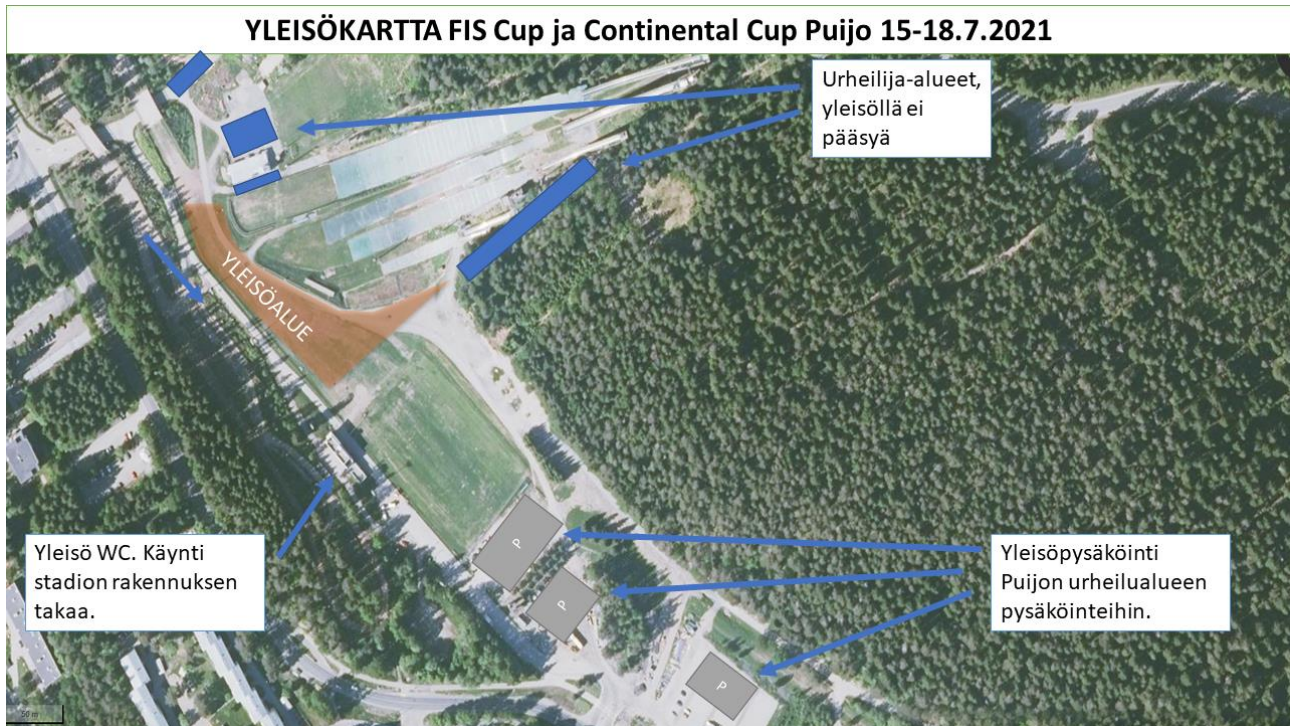 YLEISÖKARTTA FIS Cup ja Continental Cup Puijo 15-18.7.2021
Urheilija-alueet,
yleisöllä ei
pääsyä
YLEISÖALUE
Yleisö WC. Käynti
stadion rakennuksen
takaa.
P
P
P
Yleisöpysäköinti
Puijon urheilualueen
pysäköinteihin.
50 m